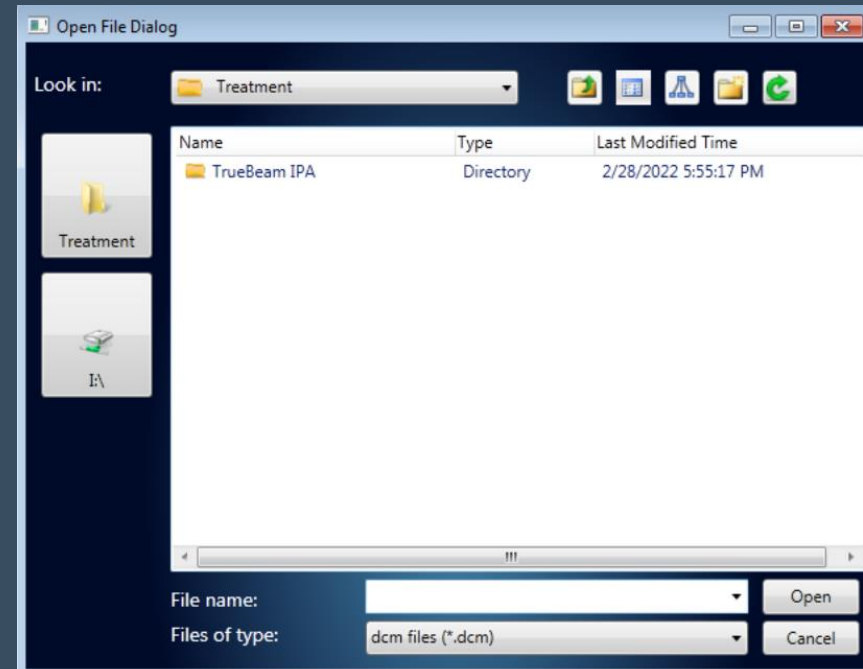 Open File Dialog
Look in: Treatment
Name Type Last Modified Time
TrueBeam IPA Directory 2/28/2022 5:55:17 PM
Treatment
I:\
File name: Open
Files of type: dcm files (*.dcm) Cancel